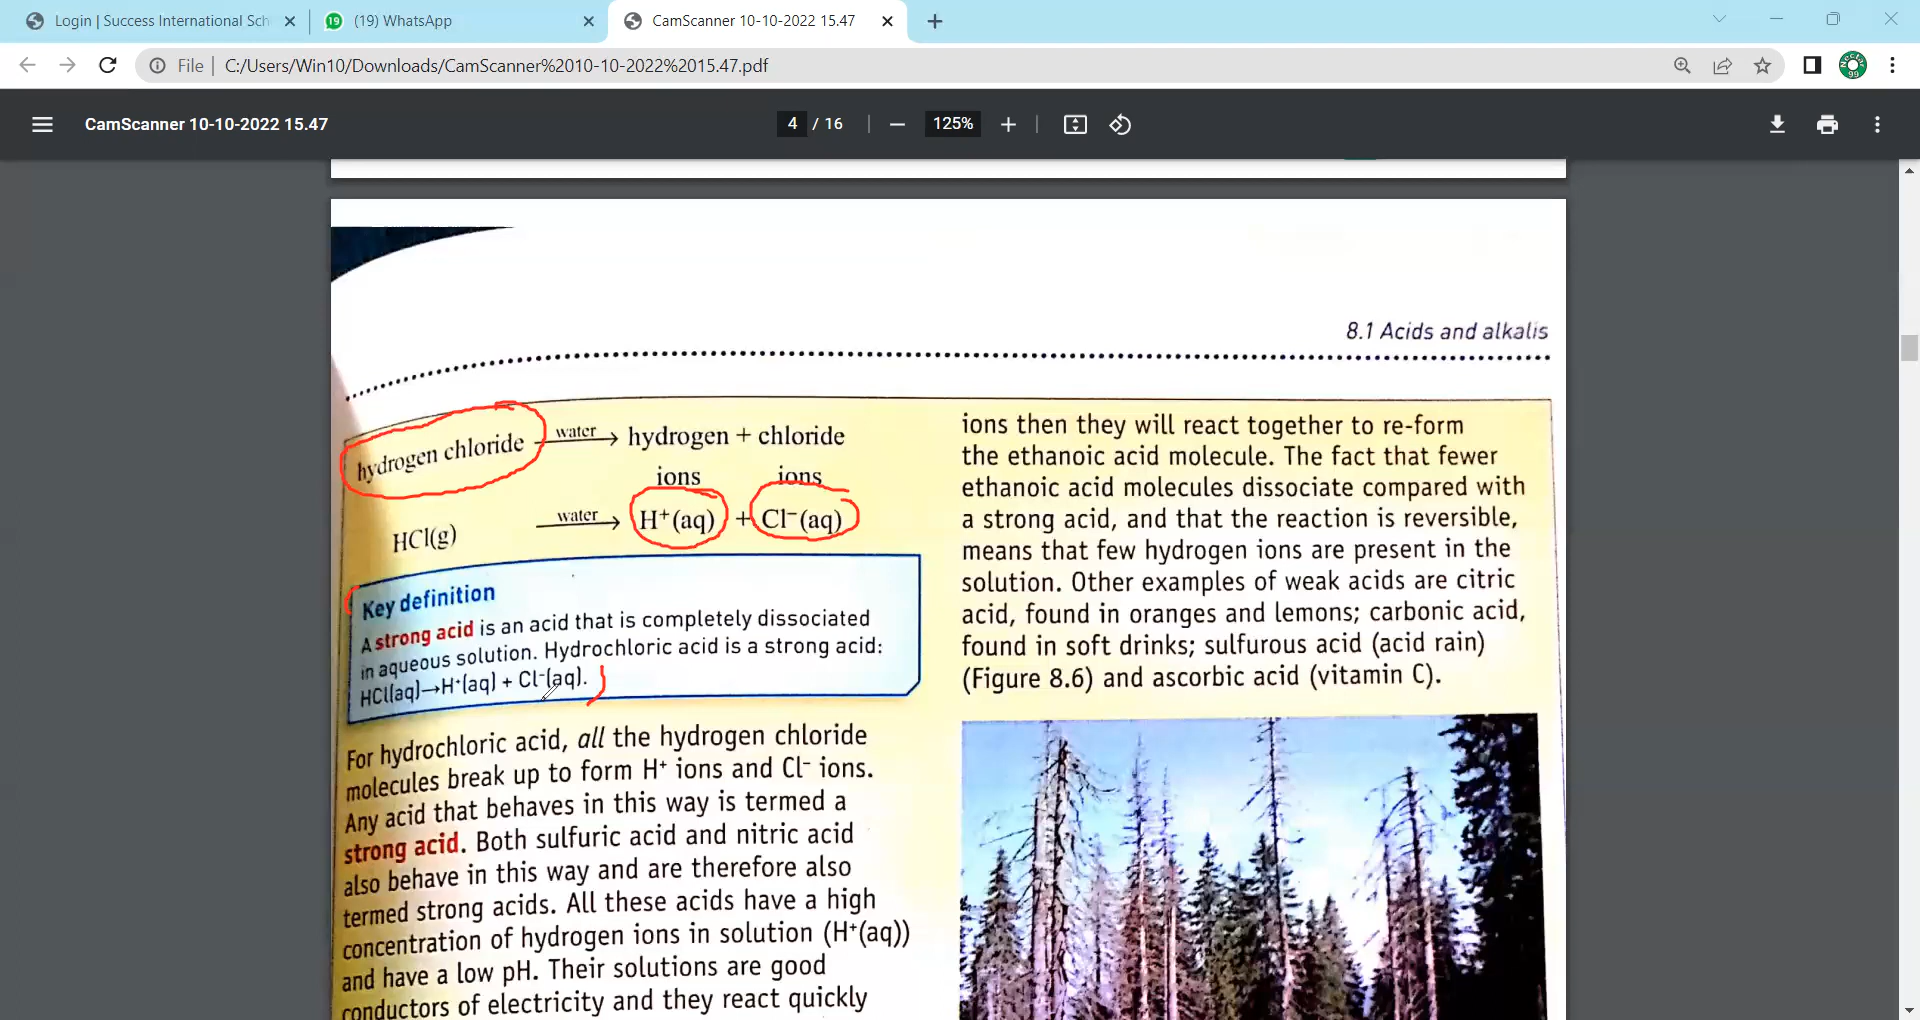 Login | Success International Sch
(19) WhatsApp
CamScanner 10-10-2022 15.47
File | C:/Users/Win10/Downloads/CamScanner%2010-10-2022%2015.47.pdf
CamScanner 10-10-2022 15.47
4 / 16
125%
8.1 Acids and alkalis
hydrogen chloride water → hydrogen + chloride
ions ions
HCl(g) water → H⁺(aq) + Cl⁻(aq)
Key definition
A strong acid is an acid that is completely dissociated
in aqueous solution. Hydrochloric acid is a strong acid:
HCl(aq)→H⁺(aq) + Cl⁻(aq).
For hydrochloric acid, all the hydrogen chloride
molecules break up to form H⁺ ions and Cl⁻ ions.
Any acid that behaves in this way is termed a
strong acid. Both sulfuric acid and nitric acid
also behave in this way and are therefore also
termed strong acids. All these acids have a high
concentration of hydrogen ions in solution (H⁺(aq))
and have a low pH. Their solutions are good
conductors of electricity and they react quickly
ions then they will react together to re-form
the ethanoic acid molecule. The fact that fewer
ethanoic acid molecules dissociate compared with
a strong acid, and that the reaction is reversible,
means that few hydrogen ions are present in the
solution. Other examples of weak acids are citric
acid, found in oranges and lemons; carbonic acid,
found in soft drinks; sulfurous acid (acid rain)
(Figure 8.6) and ascorbic acid (vitamin C).